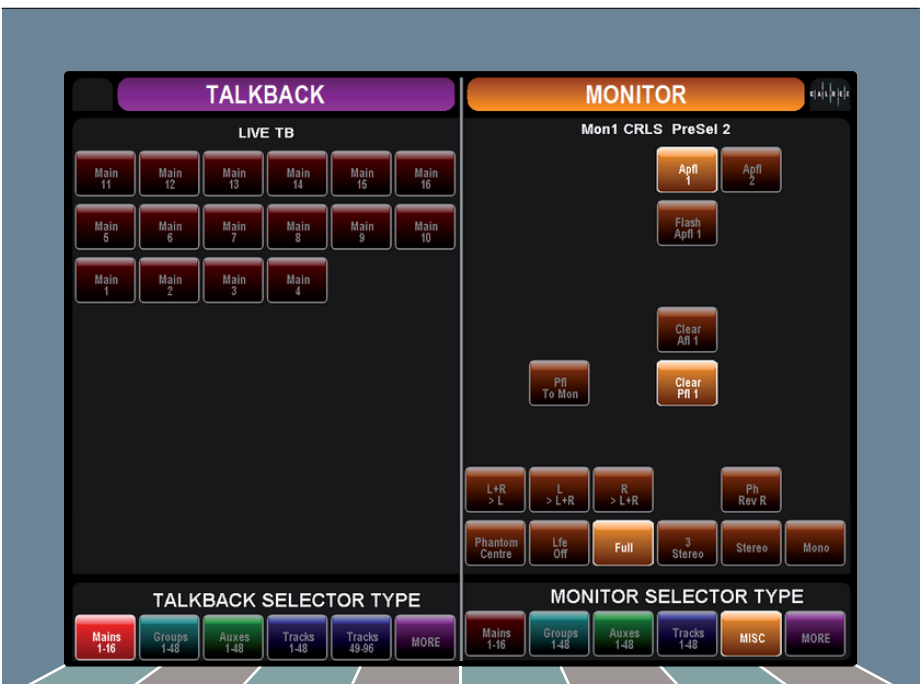 TALKBACK
MONITOR
CALREC
LIVE TB
Mon1 CRLS PreSel 2
Main
11
Main
12
Main
13
Main
14
Main
15
Main
16
Main
5
Main
6
Main
7
Main
8
Main
9
Main
10
Main
1
Main
2
Main
3
Main
4
Apfl
1
Apfl
2
Flash
Apfl 1
Clear
Afl 1
Pfl
To Mon
Clear
Pfl 1
L+R
> L
L
> L+R
R
> L+R
Ph
Rev R
Phantom
Centre
Lfe
Off
Full
3
Stereo
Stereo
Mono
TALKBACK SELECTOR TYPE
Mains
1-16
Groups
1-48
Auxes
1-48
Tracks
1-48
Tracks
49-96
MORE
MONITOR SELECTOR TYPE
Mains
1-16
Groups
1-48
Auxes
1-48
Tracks
1-48
MISC
MORE